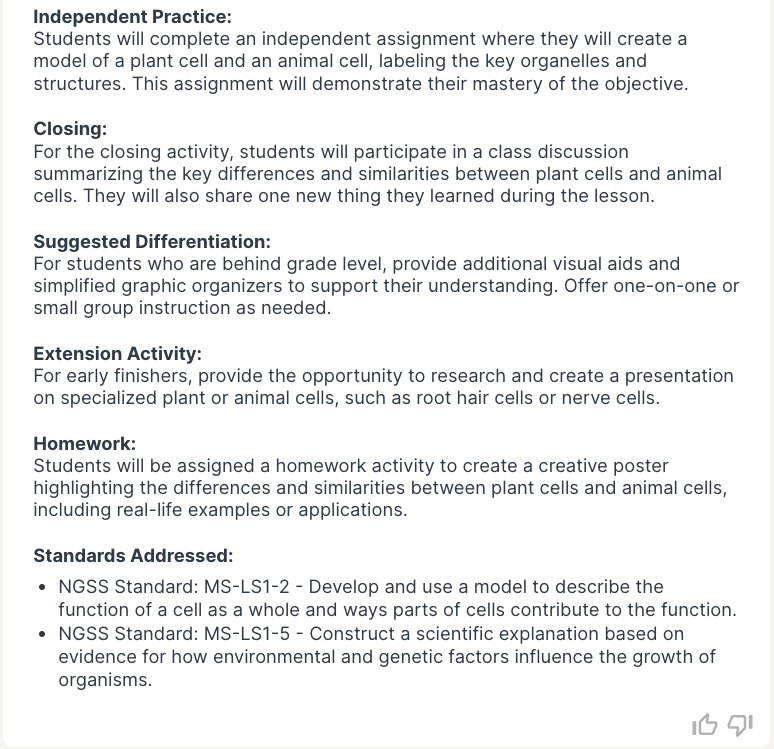 Independent Practice:
Students will complete an independent assignment where they will create a
model of a plant cell and an animal cell, labeling the key organelles and
structures. This assignment will demonstrate their mastery of the objective.
Closing:
For the closing activity, students will participate in a class discussion
summarizing the key differences and similarities between plant cells and animal
cells. They will also share one new thing they learned during the lesson.
Suggested Differentiation:
For students who are behind grade level, provide additional visual aids and
simplified graphic organizers to support their understanding. Offer one-on-one or
small group instruction as needed.
Extension Activity:
For early finishers, provide the opportunity to research and create a presentation
on specialized plant or animal cells, such as root hair cells or nerve cells.
Homework:
Students will be assigned a homework activity to create a creative poster
highlighting the differences and similarities between plant cells and animal cells,
including real-life examples or applications.
Standards Addressed:
• NGSS Standard: MS-LS1-2 - Develop and use a model to describe the
function of a cell as a whole and ways parts of cells contribute to the function.
• NGSS Standard: MS-LS1-5 - Construct a scientific explanation based on
evidence for how environmental and genetic factors influence the growth of
organisms.